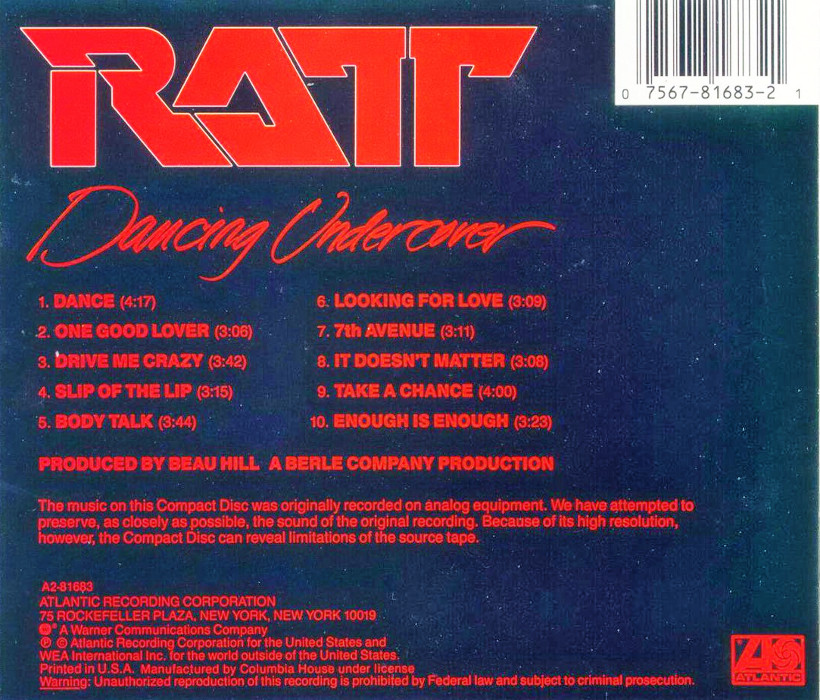 RATT
0 7567-81683-2 1
Dancing Undercover
1. DANCE (4:17)
2. ONE GOOD LOVER (3:06)
3. DRIVE ME CRAZY (3:42)
4. SLIP OF THE LIP (3:15)
5. BODY TALK (3:44)
6. LOOKING FOR LOVE (3:09)
7. 7th AVENUE (3:11)
8. IT DOESN'T MATTER (3:08)
9. TAKE A CHANCE (4:00)
10. ENOUGH IS ENOUGH (3:23)
PRODUCED BY BEAU HILL A BERLE COMPANY PRODUCTION
The music on this Compact Disc was originally recorded on analog equipment. We have attempted to
preserve, as closely as possible, the sound of the original recording. Because of its high resolution,
however, the Compact Disc can reveal limitations of the source tape.
A2-81683
ATLANTIC RECORDING CORPORATION
75 ROCKEFELLER PLAZA, NEW YORK, NEW YORK 10019
A Warner Communications Company
℗ © Atlantic Recording Corporation for the United States and
WEA International Inc. for the world outside of the United States.
Printed in U.S.A. Manufactured by Columbia House under license
Warning: Unauthorized reproduction of this recording is prohibited by Federal law and subject to criminal prosecution.
ATLANTIC